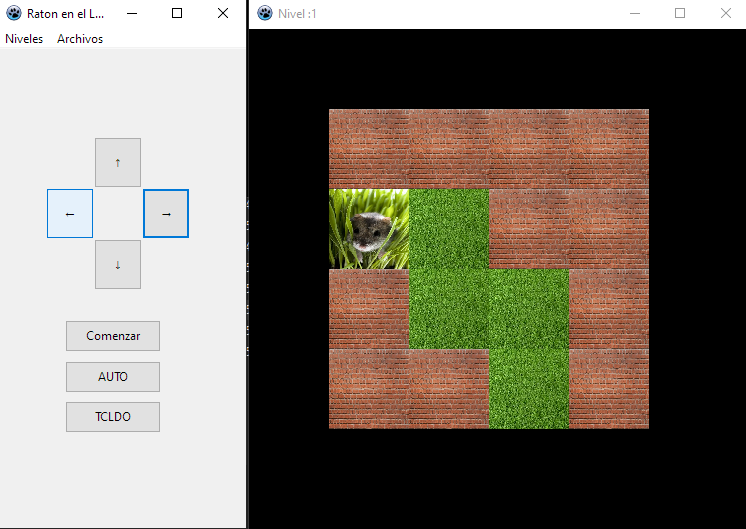 Raton en el L...
Niveles Archivos
↑
← →
↓
Comenzar
AUTO
TCLDO
Nivel :1